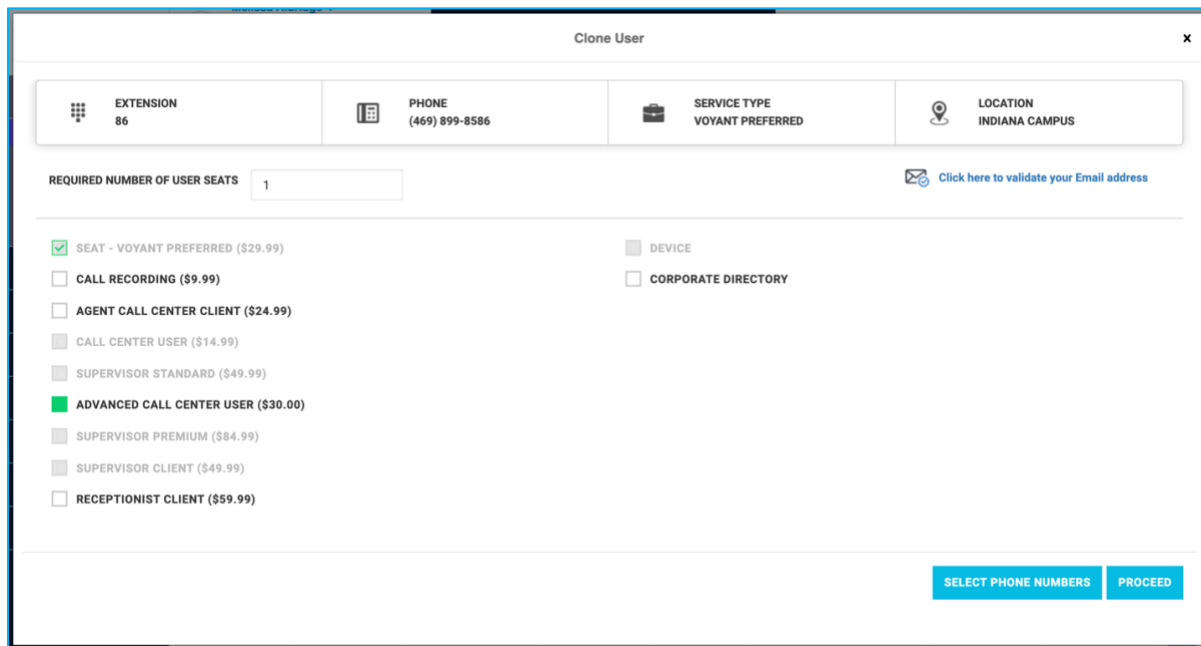 Clone User
x
EXTENSION
86
PHONE
(469) 899-8586
SERVICE TYPE
VOYANT PREFERRED
LOCATION
INDIANA CAMPUS
REQUIRED NUMBER OF USER SEATS 1
Click here to validate your Email address
SEAT - VOYANT PREFERRED ($29.99)
CALL RECORDING ($9.99)
AGENT CALL CENTER CLIENT ($24.99)
CALL CENTER USER ($14.99)
SUPERVISOR STANDARD ($49.99)
ADVANCED CALL CENTER USER ($30.00)
SUPERVISOR PREMIUM ($84.99)
SUPERVISOR CLIENT ($49.99)
RECEPTIONIST CLIENT ($59.99)
DEVICE
CORPORATE DIRECTORY
SELECT PHONE NUMBERS
PROCEED